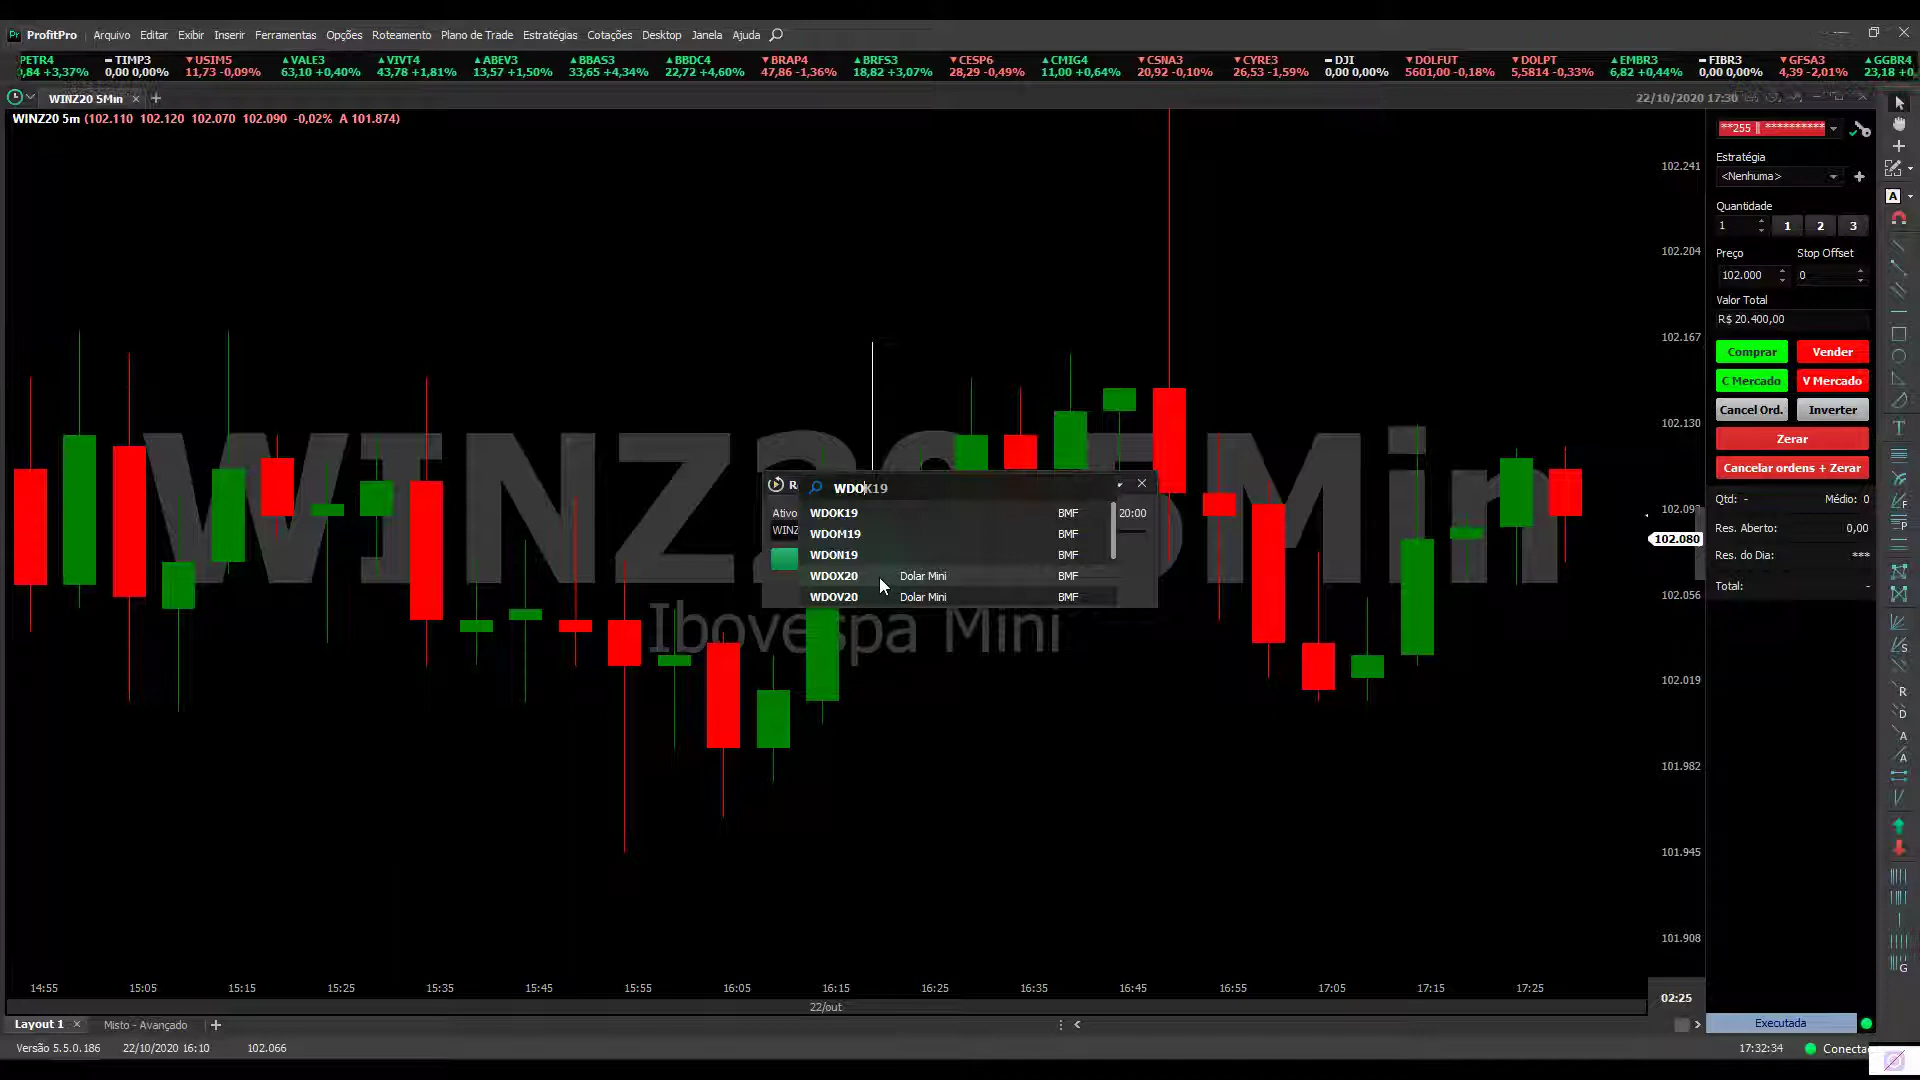 ProfitPro Arquivo Editar Exibir Inserir Ferramentas Opções Roteamento Plano de Trade Estratégias Cotações Desktop Janela Ajuda
PETR4 TIMP3 USIM5 VALE3 VIVT4 ABEV3 BBAS3 BBDC4 BRAP4 BRFS3 CESP6 CMIG4 CSNA3 CYRE3 DJI DOLFUT DOLPT EMBR3 FIBR3 GFSA3 GGBR4
0,84 +3,37% 0,00 0,00% 11,73 -0,09% 63,10 +0,40% 43,78 +1,81% 13,57 +1,50% 33,65 +4,34% 22,72 +4,60% 47,86 -1,36% 18,82 +3,07% 28,29 -0,49% 11,00 +0,64% 20,92 -0,10% 26,53 -1,59% 0,00 0,00% 5601,00 -0,18% 5,5814 -0,33% 6,82 +0,44% 0,00 0,00% 4,39 -2,01% 23,18 +0
WINZ20 5Min
22/10/2020 17:30
WINZ20 5m (102.110 102.120 102.070 102.090 -0,02% A 101.874)
**255 || **********
Estratégia
<Nenhuma>
Quantidade
1 1 2 3
Preço Stop Offset
102.000 0
Valor Total
R$ 20.400,00
Comprar Vender
C Mercado V Mercado
Cancel Ord. Inverter
Zerar
Cancelar ordens + Zerar
Qtd: - Médio: 0
Res. Aberto: 0,00
Res. do Dia: ***
Total: -
102.241
102.204
102.167
102.130
102.093
102.080
102.056
102.019
101.982
101.945
101.908
WINZ20 5Min
Ibovespa Mini
R
WDOK19
Ativo
WINZ
20:00
WDOK19 BMF
WDOM19 BMF
WDON19 BMF
WDOX20 Dolar Mini BMF
WDOV20 Dolar Mini BMF
14:55 15:05 15:15 15:25 15:35 15:45 15:55 16:05 16:15 16:25 16:35 16:45 16:55 17:05 17:15 17:25
02:25
22/out
Layout 1 Misto - Avançado
Executada
Versão 5.5.0.186 22/10/2020 16:10 102.066
17:32:34 Conecta